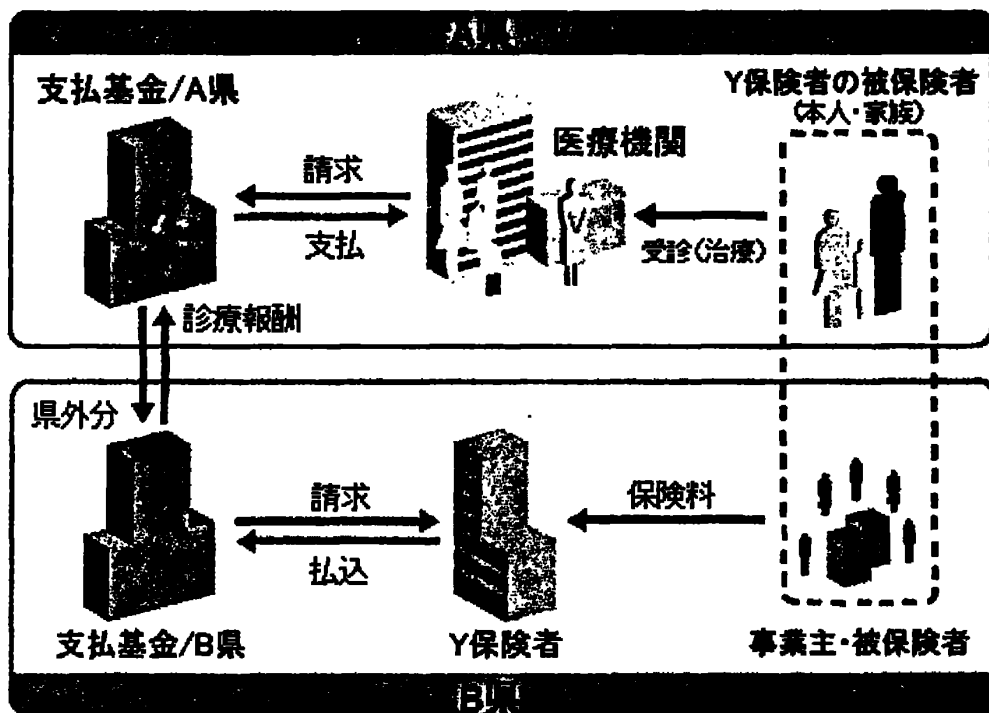 A県
支払基金/A県
Y保険者の被保険者
(本人・家族)
医療機関
請求
支払
受診(治療)
診療報酬
県外分
請求
払込
保険料
支払基金/B県
Y保険者
事業主・被保険者
B県